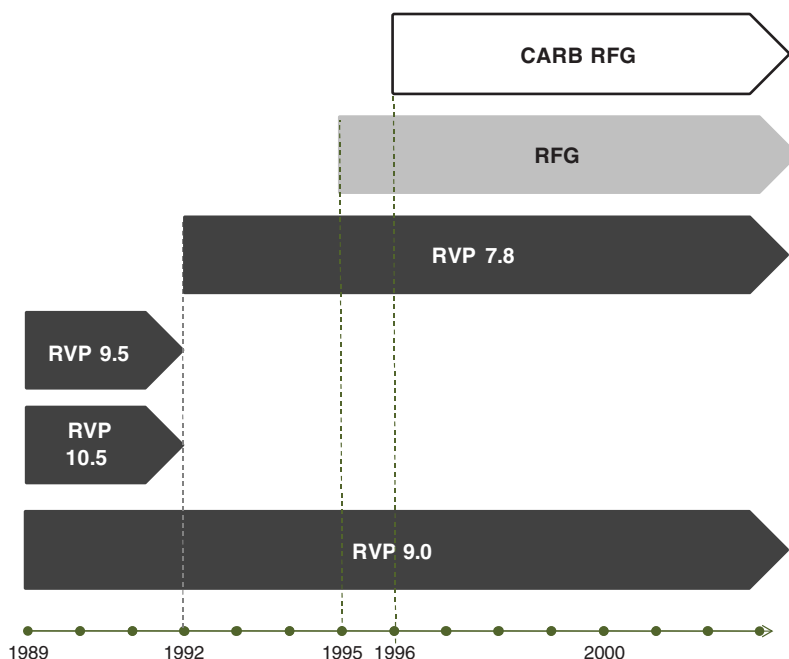 CARB RFG
RFG
RVP 7.8
RVP 9.5
RVP
10.5
RVP 9.0
1989 1992 1995 1996 2000